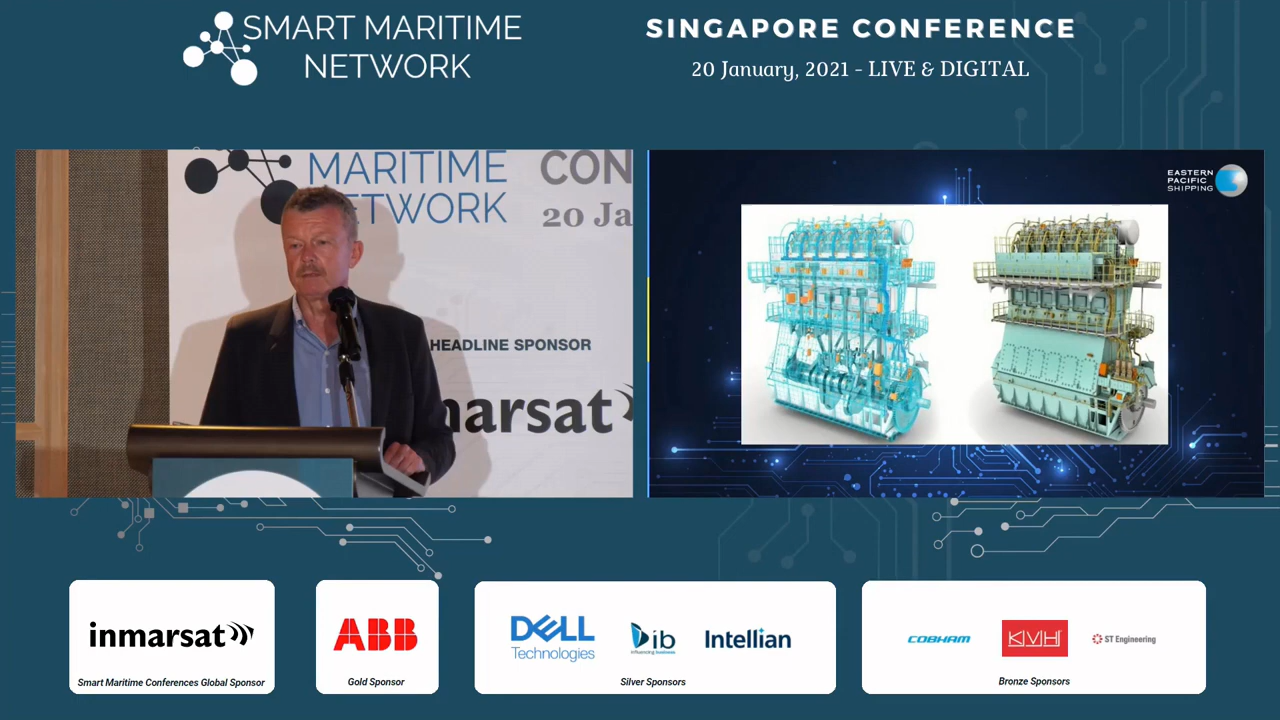 SMART MARITIME
NETWORK
SINGAPORE CONFERENCE
20 January, 2021 - LIVE & DIGITAL
MARITIME
NETWORK
CON
20 Ja
HEADLINE SPONSOR
marsat
EASTERN
PACIFIC
SHIPPING
inmarsat
Smart Maritime Conferences Global Sponsor
ABB
Gold Sponsor
DELL
Technologies
ib
influencing business
Intellian
Silver Sponsors
COBHAM
KVH
ST Engineering
Bronze Sponsors